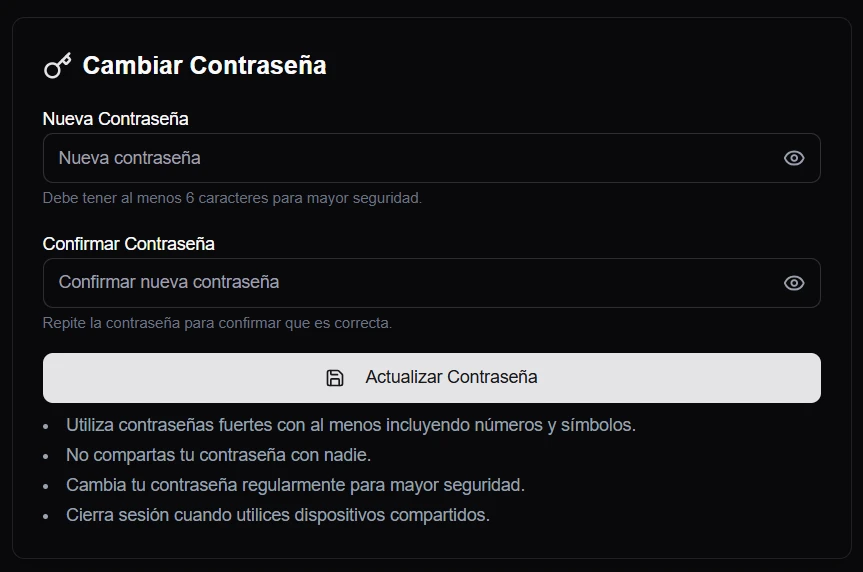 Cambiar Contraseña
Nueva Contraseña
Nueva contraseña
Debe tener al menos 6 caracteres para mayor seguridad.
Confirmar Contraseña
Confirmar nueva contraseña
Repite la contraseña para confirmar que es correcta.
Actualizar Contraseña
• Utiliza contraseñas fuertes con al menos incluyendo números y símbolos.
• No compartas tu contraseña con nadie.
• Cambia tu contraseña regularmente para mayor seguridad.
• Cierra sesión cuando utilices dispositivos compartidos.